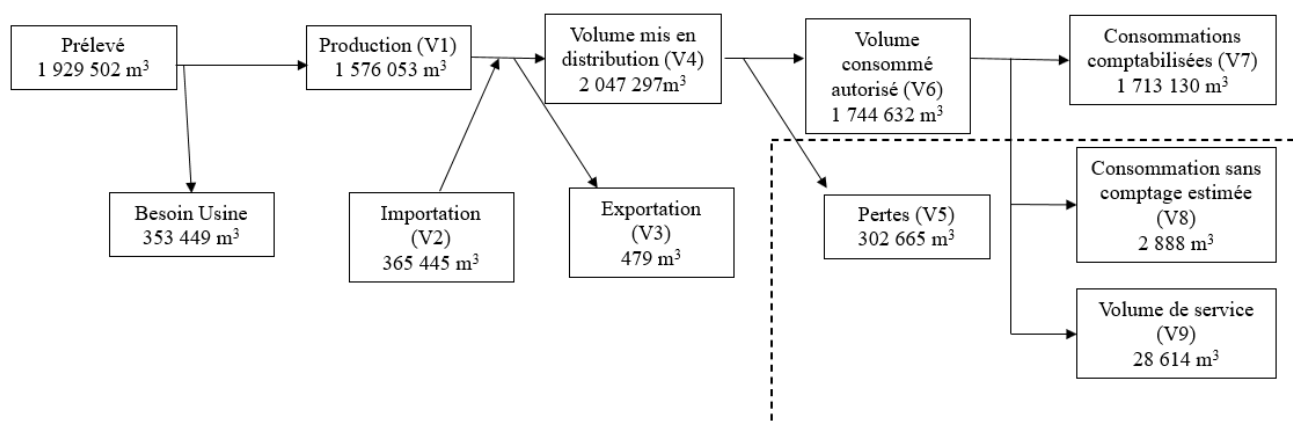 Prélevé
1 929 502 m³
Production (V1)
1 576 053 m³
Volume mis en
distribution (V4)
2 047 297m³
Volume
consommé
autorisé (V6)
1 744 632 m³
Consommations
comptabilisées (V7)
1 713 130 m³
Besoin Usine
353 449 m³
Importation
(V2)
365 445 m³
Exportation
(V3)
479 m³
Pertes (V5)
302 665 m³
Consommation sans
comptage estimée
(V8)
2 888 m³
Volume de service
(V9)
28 614 m³